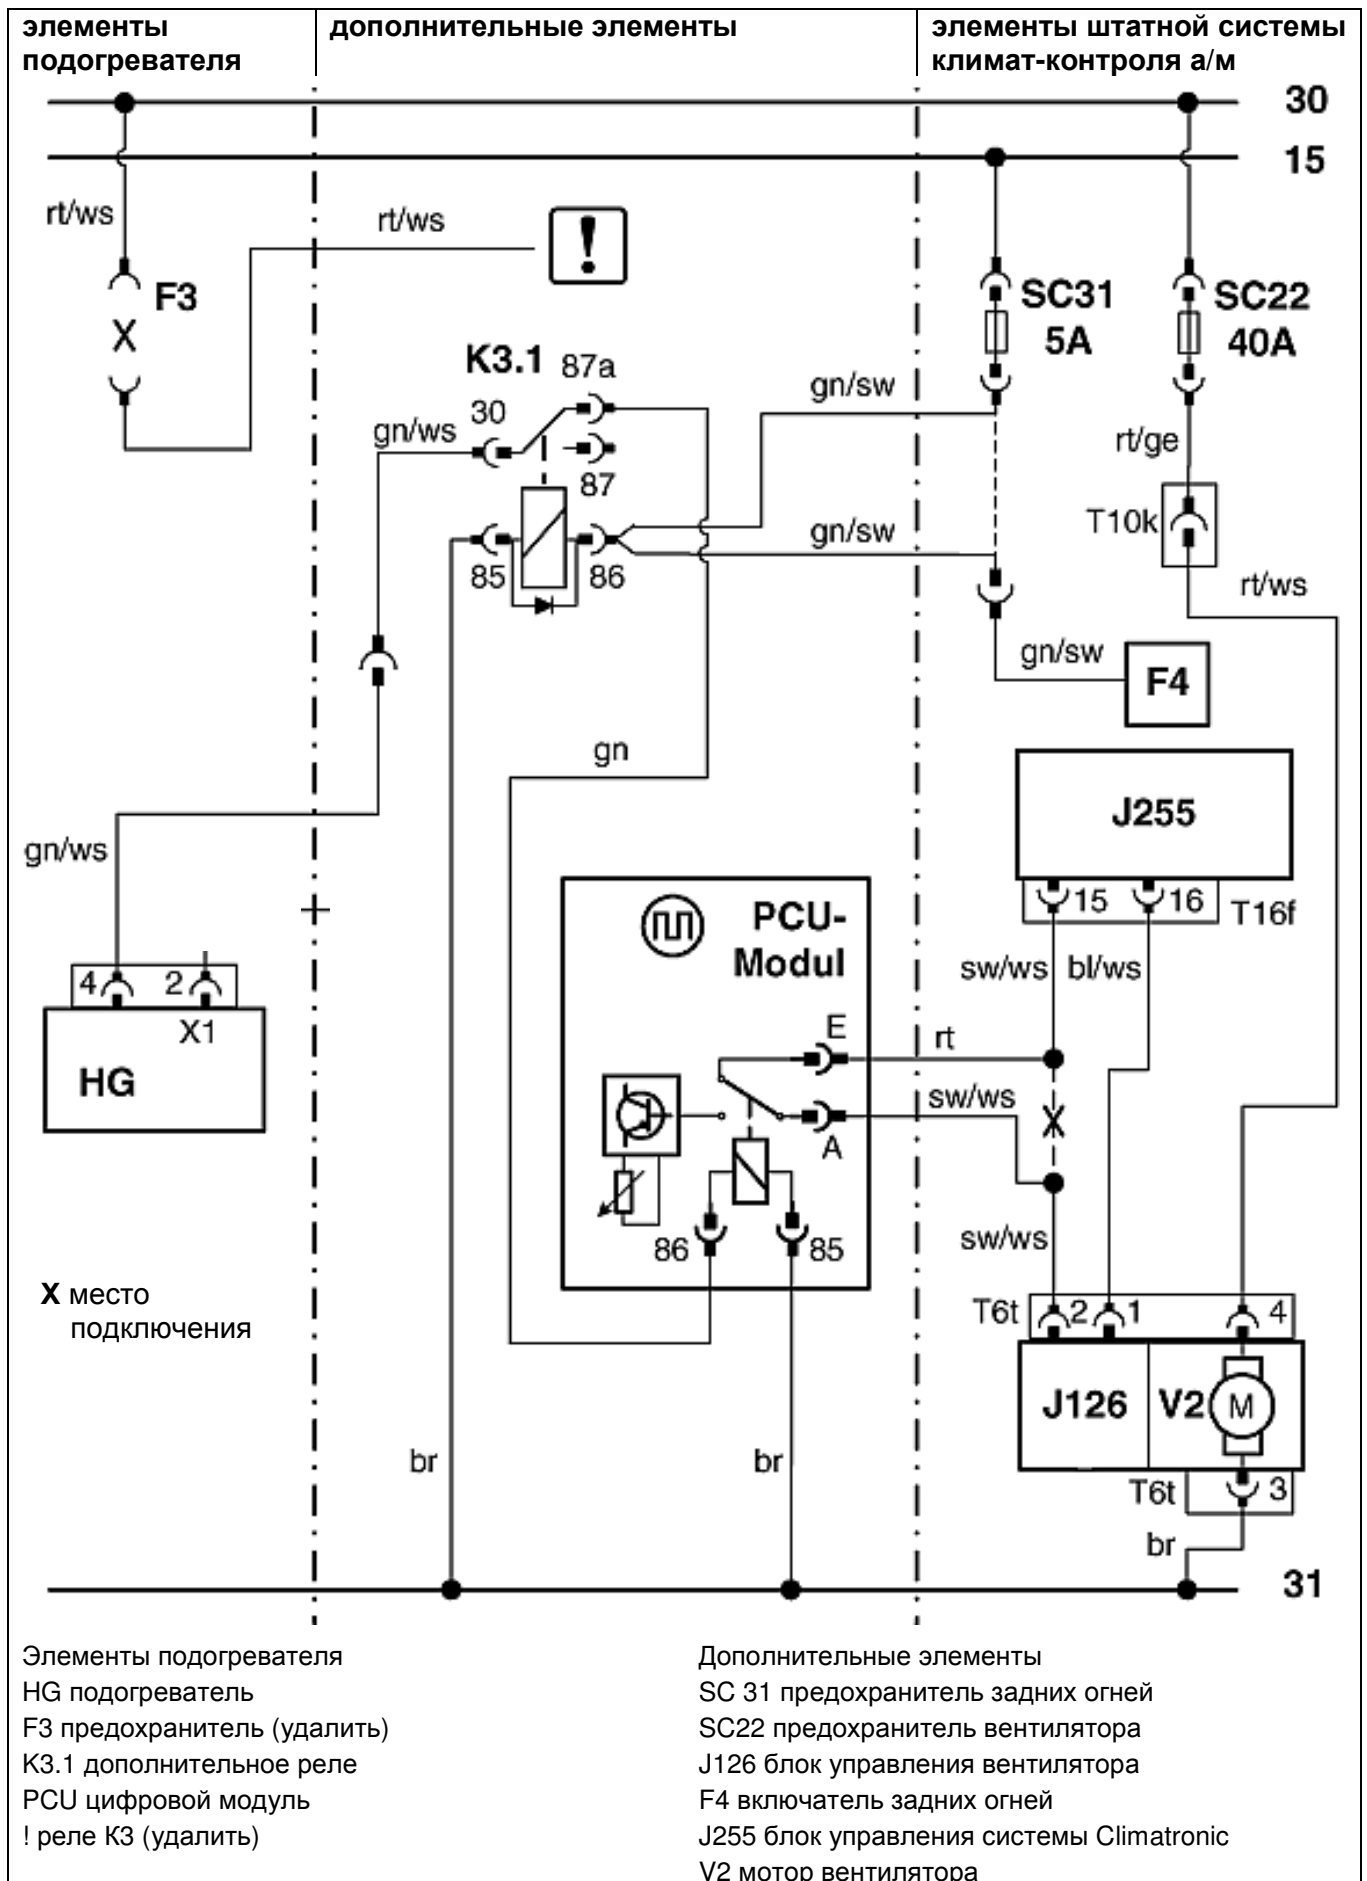 элементы
подогревателя
дополнительные элементы
элементы штатной системы
климат-контроля а/м
30
15
rt/ws
rt/ws
!
F3
X
SC31
5A
SC22
40A
K3.1
87a
30
gn/ws
87
gn/sw
rt/ge
T10k
85
86
gn/sw
rt/ws
gn/sw
F4
gn
J255
gn/ws
15
16
T16f
PCU-
Modul
sw/ws
bl/ws
4
2
X1
HG
E
rt
sw/ws
X
A
86
85
sw/ws
X место
подключения
T6t
2
1
4
J126
V2
M
br
br
T6t
3
br
31
Элементы подогревателя
HG подогреватель
F3 предохранитель (удалить)
K3.1 дополнительное реле
PCU цифровой модуль
! реле К3 (удалить)
Дополнительные элементы
SC 31 предохранитель задних огней
SC22 предохранитель вентилятора
J126 блок управления вентилятора
F4 включатель задних огней
J255 блок управления системы Climatronic
V2 мотор вентилятора